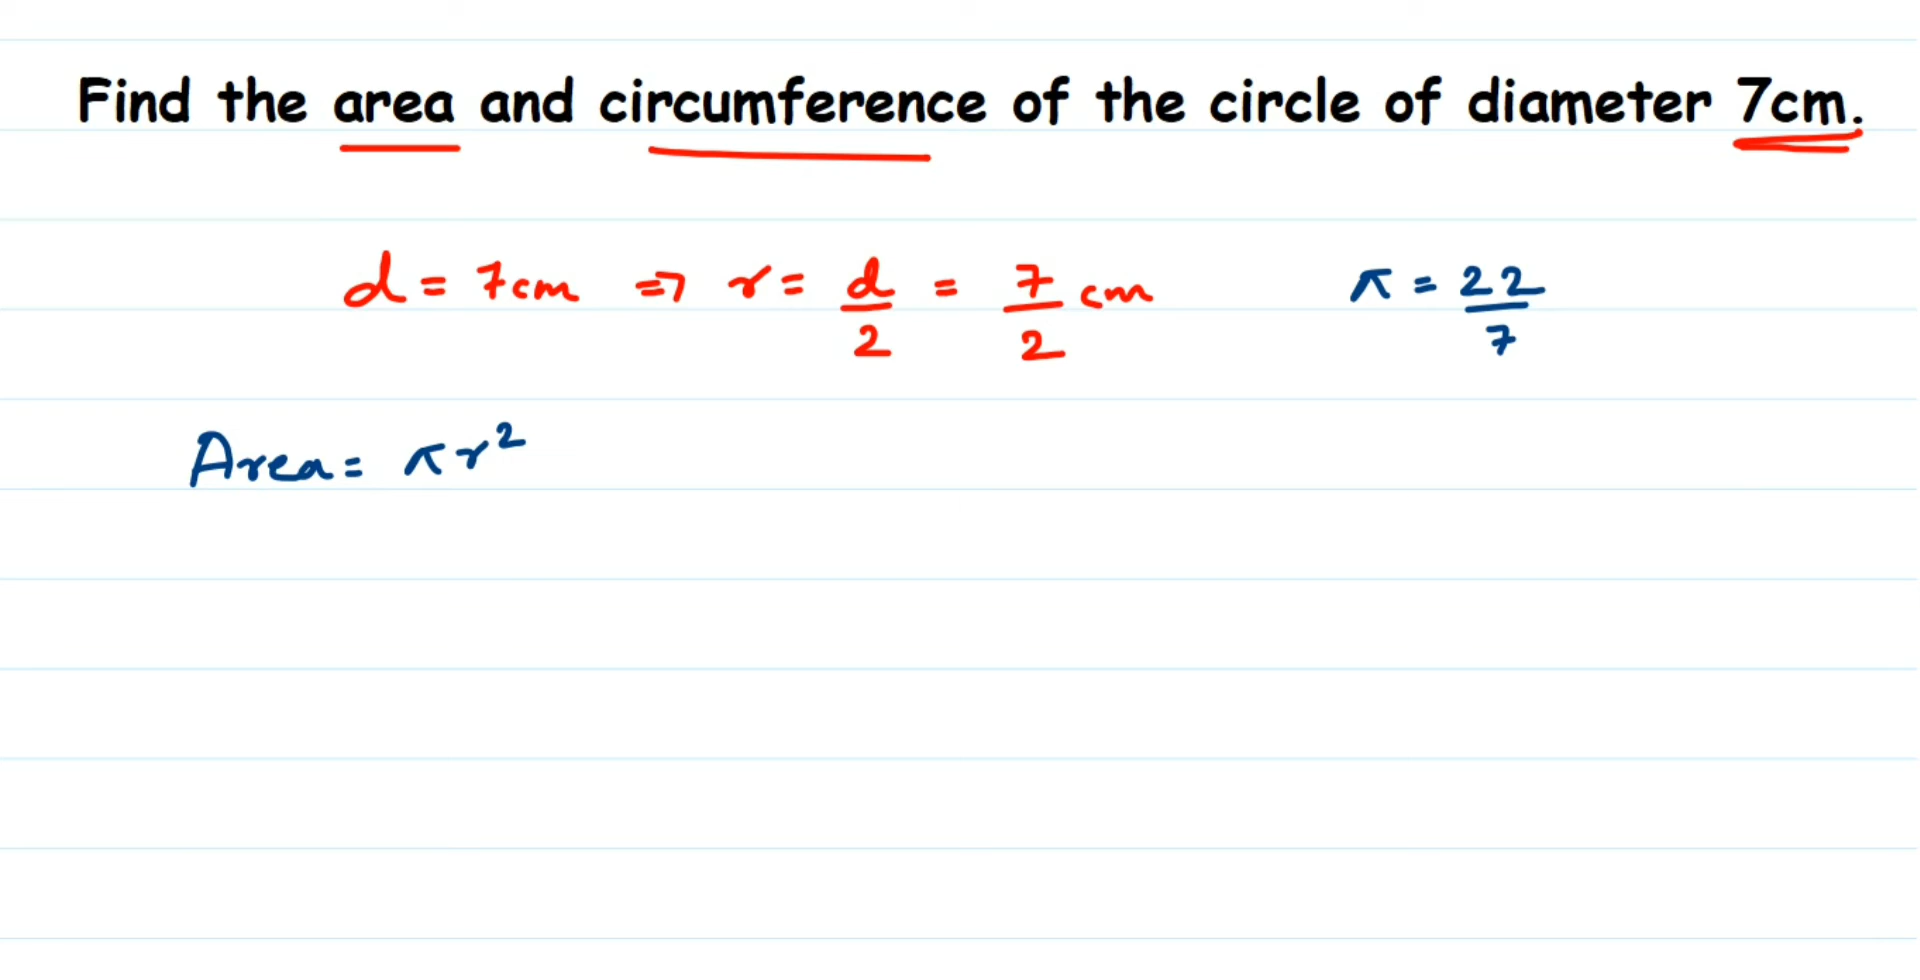 Find the area and circumference of the circle of diameter 7cm.
d = 7cm ⇒ r = d/2 = 7/2 cm π = 22/7
Area = πr²